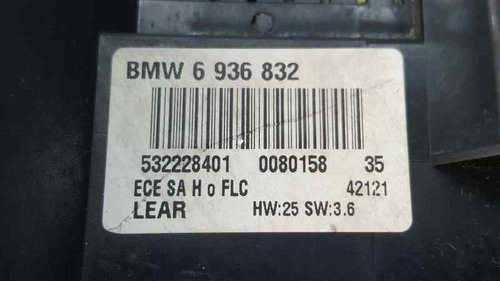 BMW 6 936 832
532228401 0080158 35
ECE SA H o FLC 42121
LEAR HW:25 SW:3.6